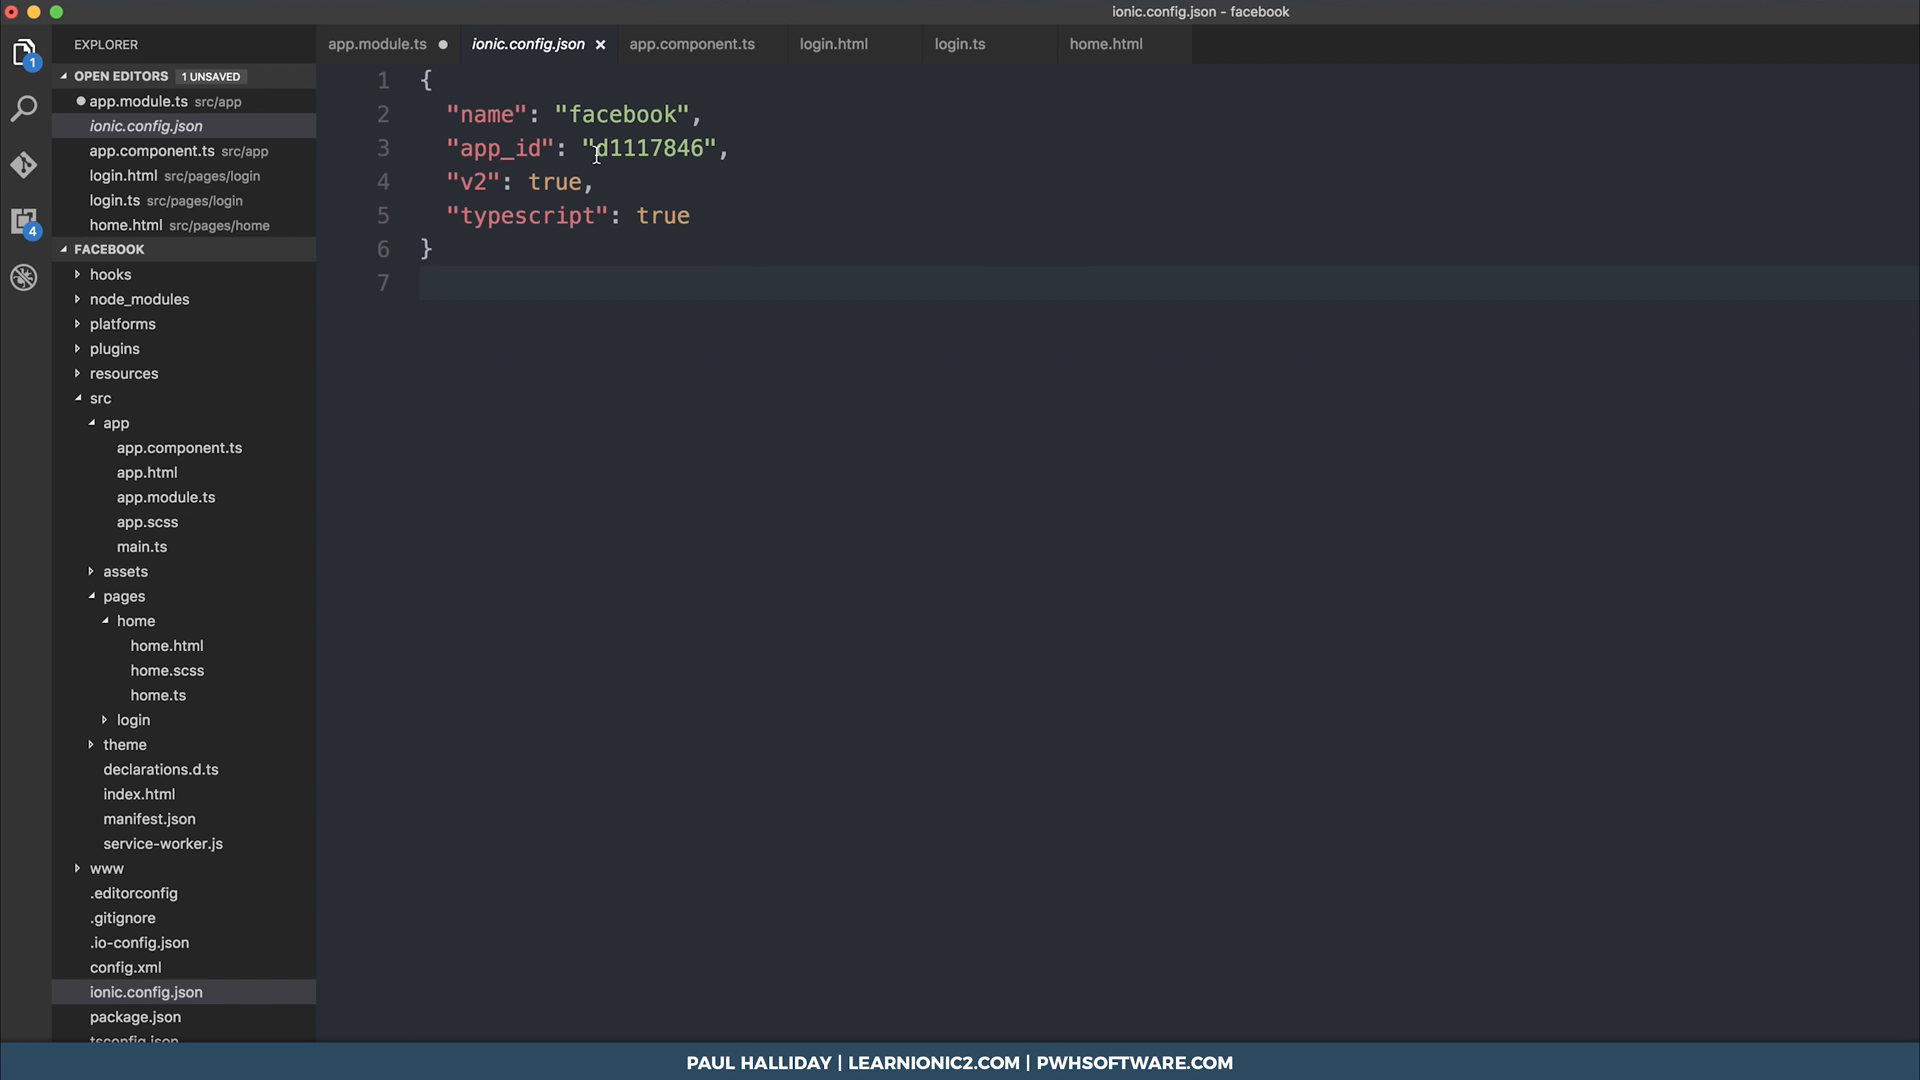 ionic.config.json - facebook
EXPLORER
app.module.ts
ionic.config.json
app.component.ts
login.html
login.ts
home.html
1
OPEN EDITORS 1 UNSAVED
app.module.ts src/app
ionic.config.json
app.component.ts src/app
login.html src/pages/login
login.ts src/pages/login
home.html src/pages/home
4
FACEBOOK
hooks
node_modules
platforms
plugins
resources
src
app
app.component.ts
app.html
app.module.ts
app.scss
main.ts
assets
pages
home
home.html
home.scss
home.ts
login
theme
declarations.d.ts
index.html
manifest.json
service-worker.js
www
.editorconfig
.gitignore
.io-config.json
config.xml
ionic.config.json
package.json
tsconfig.json
1 {
2 "name": "facebook",
3 "app_id": "d1117846",
4 "v2": true,
5 "typescript": true
6 }
7
PAUL HALLIDAY | LEARNIONIC2.COM | PWHSOFTWARE.COM